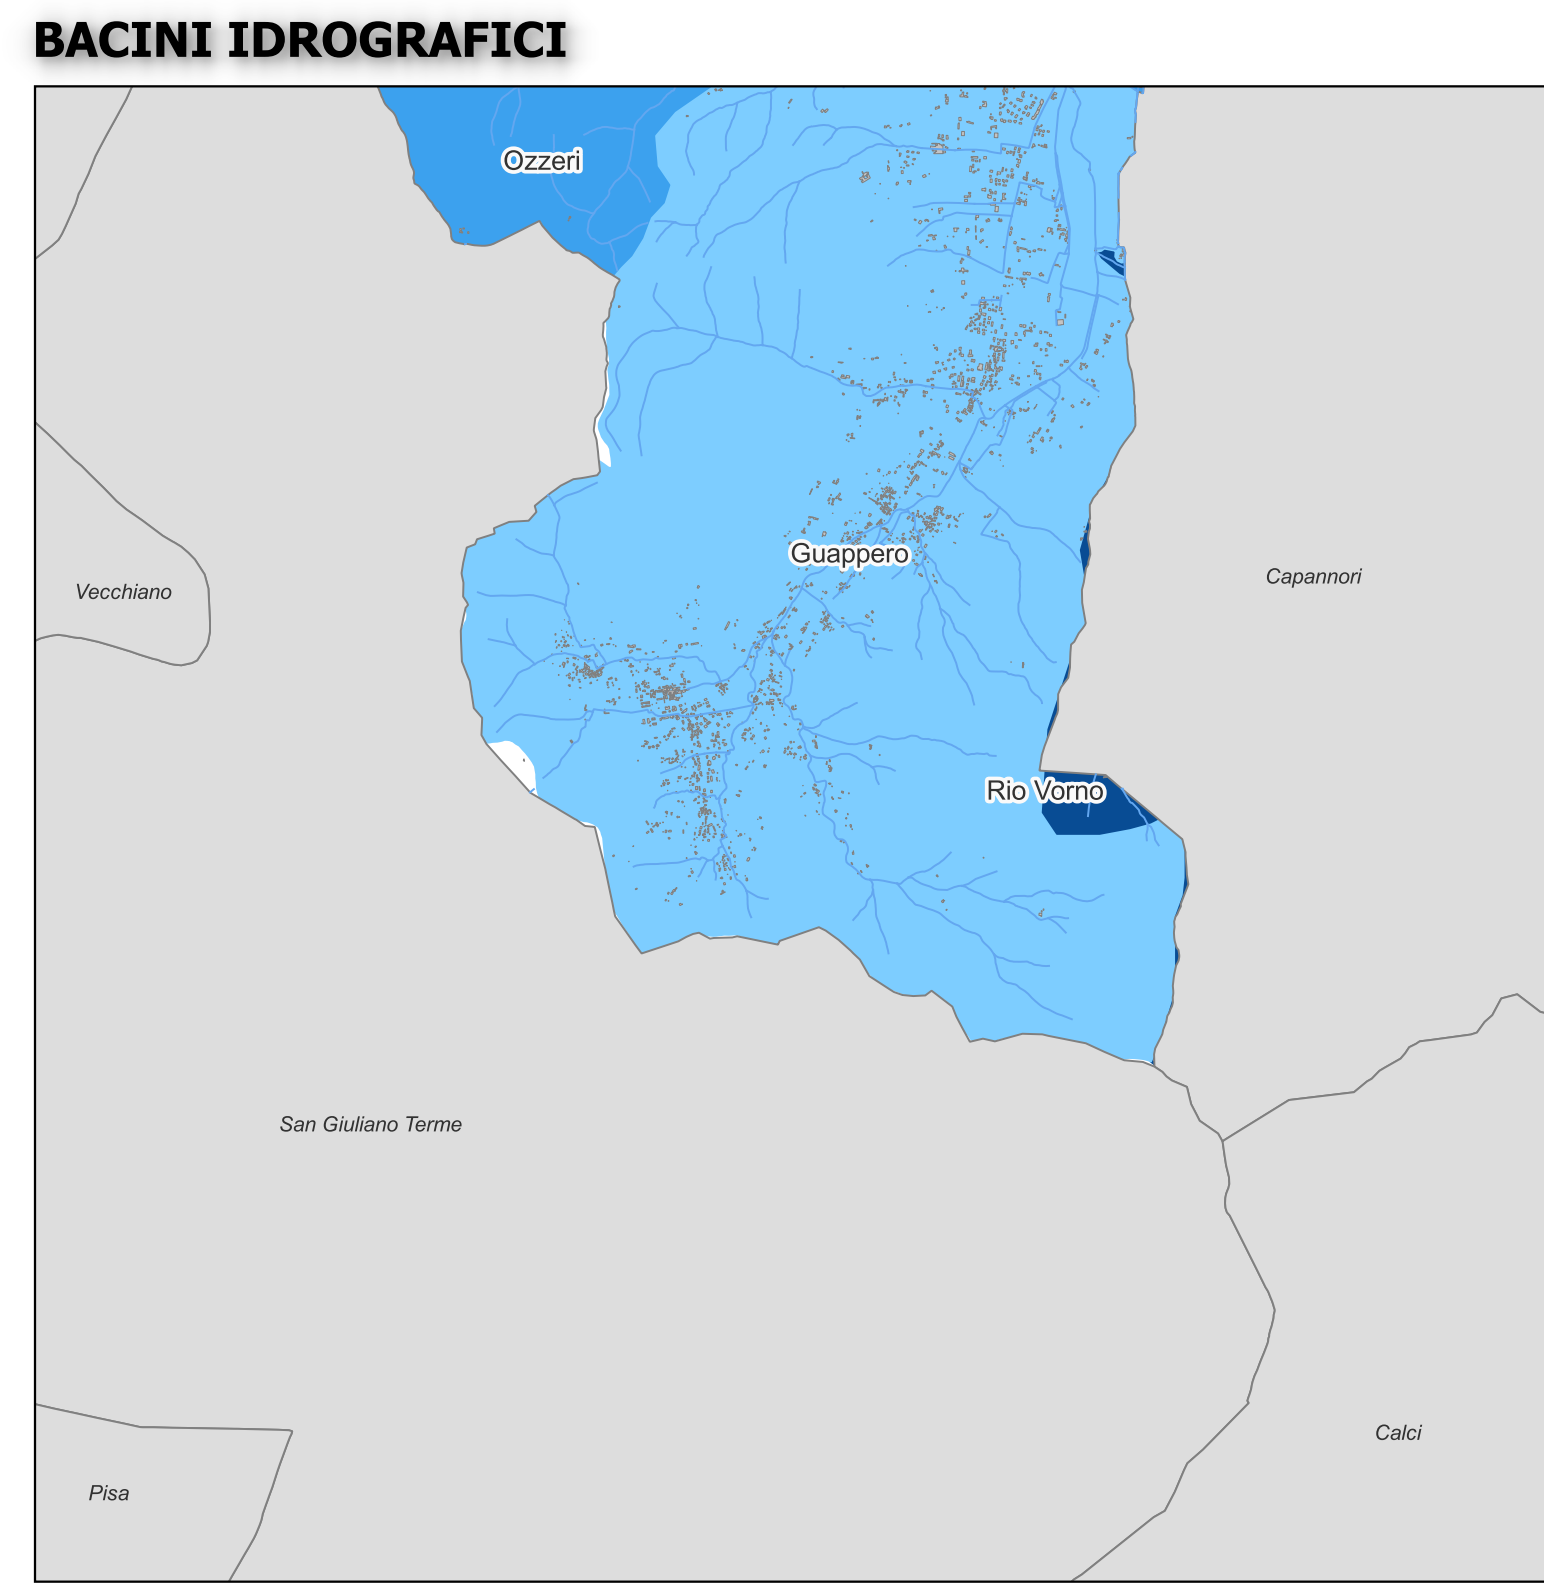 BACINI IDROGRAFICI
Ozzeri
Guappero
Capannori
Vecchiano
Rio Vorno
San Giuliano Terme
Calci
Pisa